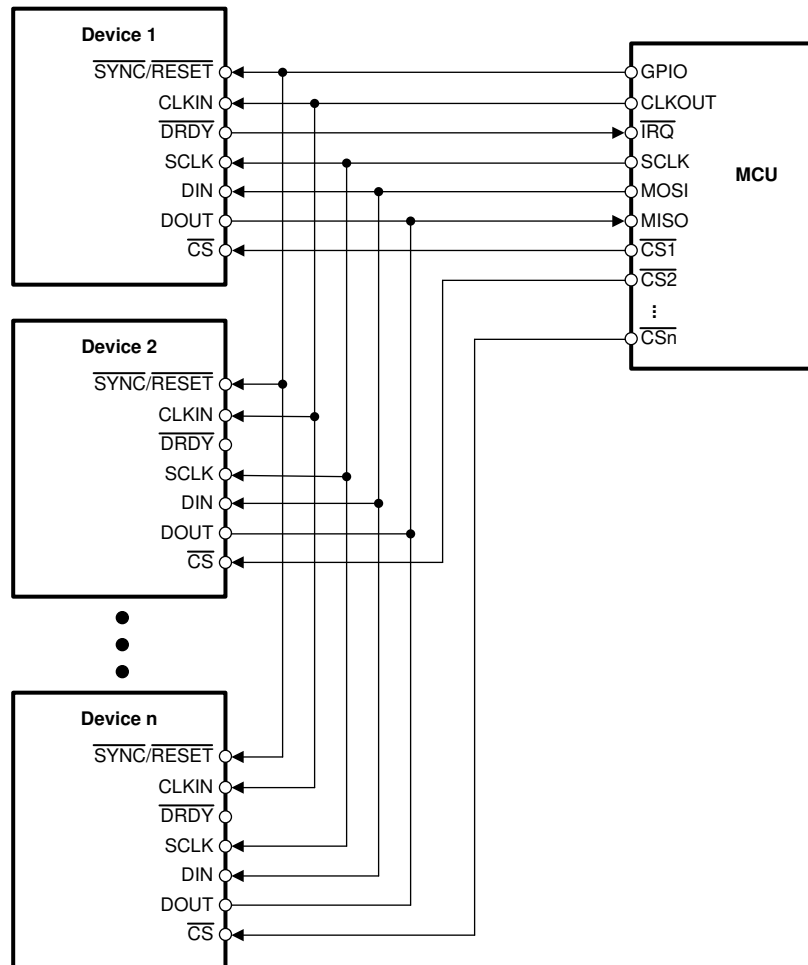 Device 1
SYNC/RESET
CLKIN
DRDY
SCLK
DIN
DOUT
CS
MCU
GPIO
CLKOUT
IRQ
SCLK
MOSI
MISO
CS1
CS2
⋮
CSn
Device 2
SYNC/RESET
CLKIN
DRDY
SCLK
DIN
DOUT
CS
Device n
SYNC/RESET
CLKIN
DRDY
SCLK
DIN
DOUT
CS